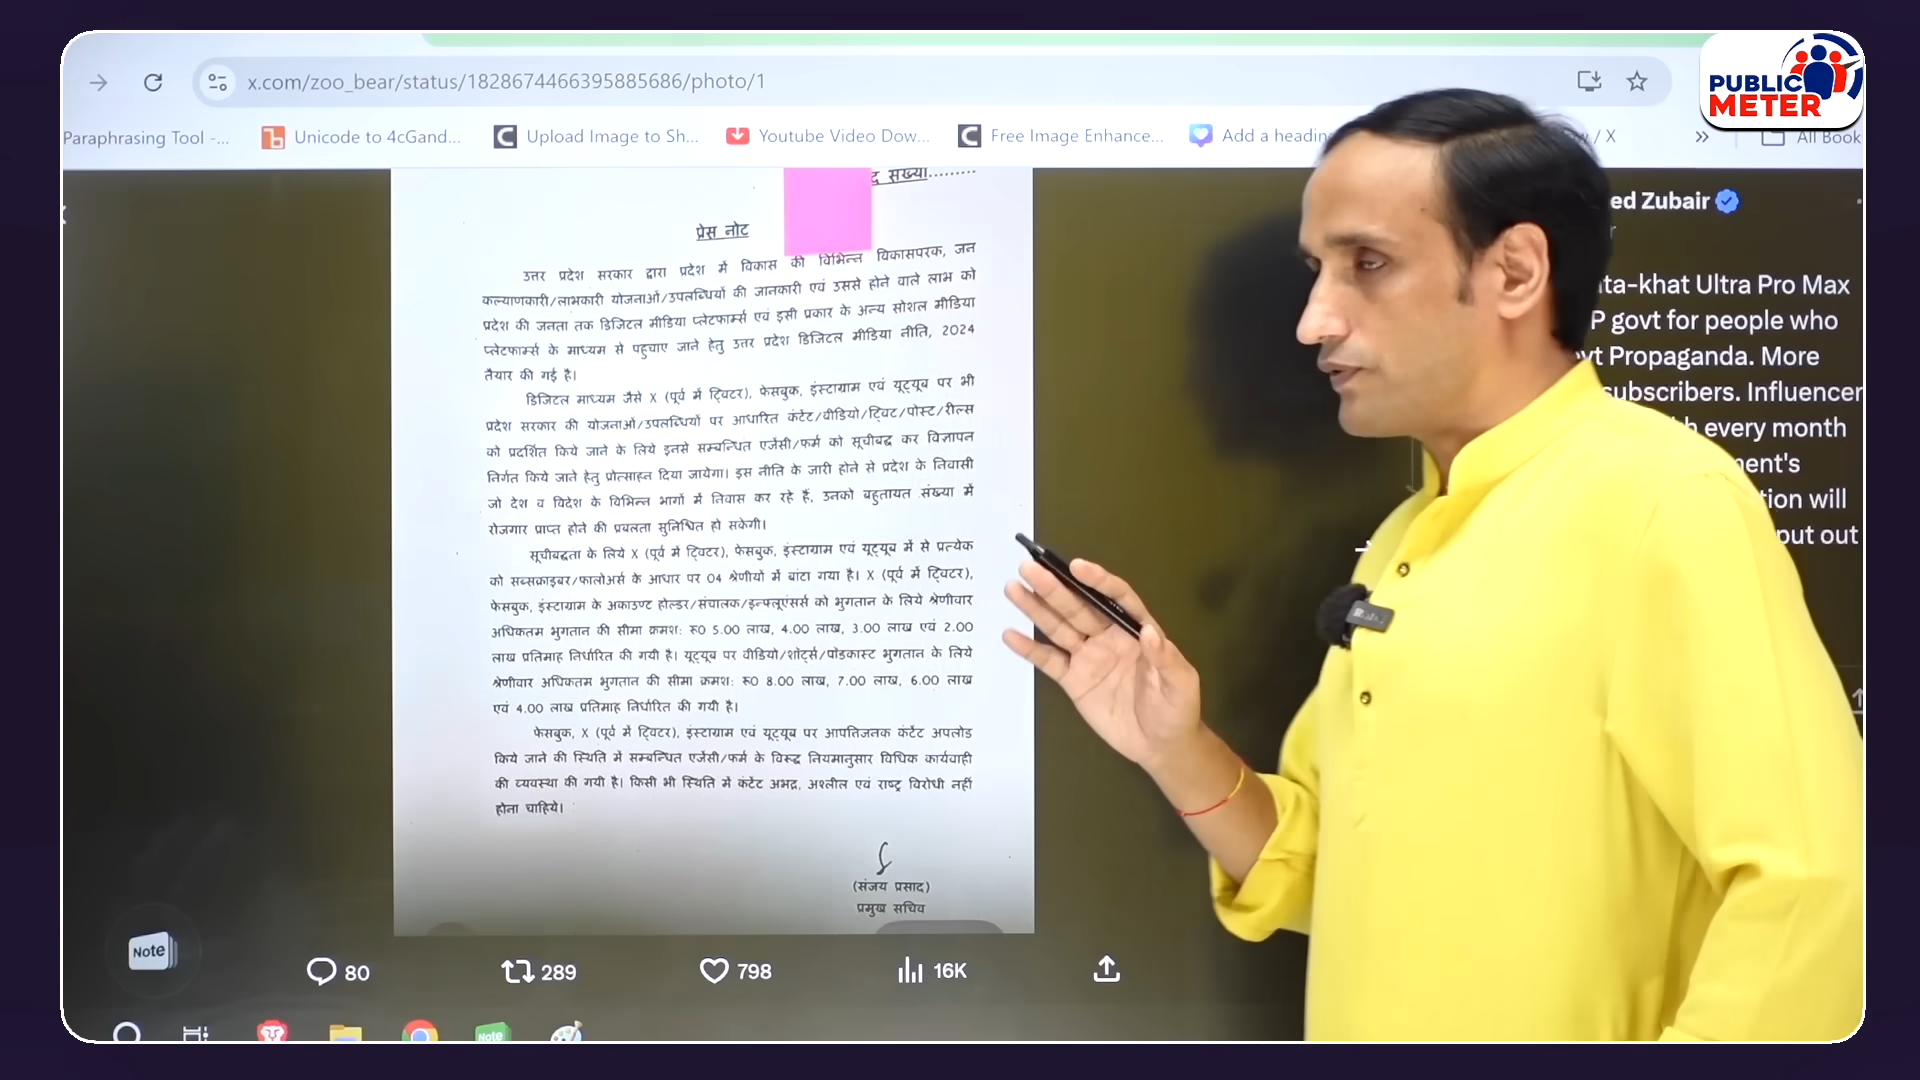 PUBLIC
METER
x.com/zoo_bear/status/1828674466395885686/photo/1
Paraphrasing Tool -...
Unicode to 4cGand...
Upload Image to Sh...
Youtube Video Dow...
Free Image Enhance...
Add a headin
/ X
All Book
संख्या.........
प्रेस नोट
उत्तर प्रदेश सरकार द्वारा प्रदेश में विकास की विभिन्न विकासपरक, जन
कल्याणकारी/लाभकारी योजनाओं/उपलब्धियों की जानकारी एवं उससे होने वाले लाभ को
प्रदेश की जनता तक डिजिटल मीडिया प्लेटफार्म्स एवं इसी प्रकार के अन्य सोशल मीडिया
प्लेटफार्म्स के माध्यम से पहुचाए जाने हेतु उत्तर प्रदेश डिजिटल मीडिया नीति, 2024
तैयार की गई है।
डिजिटल माध्यम जैसे X (पूर्व में ट्विटर), फेसबुक, इंस्टाग्राम एवं यूट्यूब पर भी
प्रदेश सरकार की योजनाओं/उपलब्धियों पर आधारित कंटेंट/वीडियो/ट्विट/पोस्ट/रील्स
को प्रदर्शित किये जाने के लिये इनसे सम्बन्धित एजेंसी/फर्म को सूचीबद्ध कर विज्ञापन
निर्गत किये जाने हेतु प्रोत्साहन दिया जायेगा। इस नीति के जारी होने से प्रदेश के निवासी
जो देश व विदेश के विभिन्न भागों में निवास कर रहे हैं, उनको बहुतायत संख्या में
रोजगार प्राप्त होने की प्रबलता सुनिश्चित हो सकेगी।
सूचीबद्धता के लिये X (पूर्व में ट्विटर), फेसबुक, इंस्टाग्राम एवं यूट्यूब में से प्रत्येक
को सब्सक्राइबर/फालोअर्स के आधार पर 04 श्रेणीयों में बांटा गया है। X (पूर्व में ट्विटर),
फेसबुक, इंस्टाग्राम के अकाउण्ट होल्डर/संचालक/इन्फ्लूएंसर्स को भुगतान के लिये श्रेणीवार
अधिकतम भुगतान की सीमा क्रमश: रू0 5.00 लाख, 4.00 लाख, 3.00 लाख एवं 2.00
लाख प्रतिमाह निर्धारित की गयी है। यूट्यूब पर वीडियो/शोर्ट्स/पोडकास्ट भुगतान के लिये
श्रेणीवार अधिकतम भुगतान की सीमा क्रमश: रू0 8.00 लाख, 7.00 लाख, 6.00 लाख
एवं 4.00 लाख प्रतिमाह निर्धारित की गयी है।
फेसबुक, X (पूर्व में ट्विटर), इंस्टाग्राम एवं यूट्यूब पर आपतिजनक कंटेंट अपलोड
किये जाने की स्थिति में सम्बन्धित एजेंसी/फर्म के विरूद्ध नियमानुसार विधिक कार्यवाही
की व्यवस्था की गयी है। किसी भी स्थिति में कंटेंट अभद्र, अश्लील एवं राष्ट्र विरोधी नहीं
होना चाहिये।
(संजय प्रसाद)
प्रमुख सचिव
ed Zubair
ata-khat Ultra Pro Max
P govt for people who
vt Propaganda. More
subscribers. Influencer
every month
ment's
tion will
put out
Note
80
289
798
16K
Note